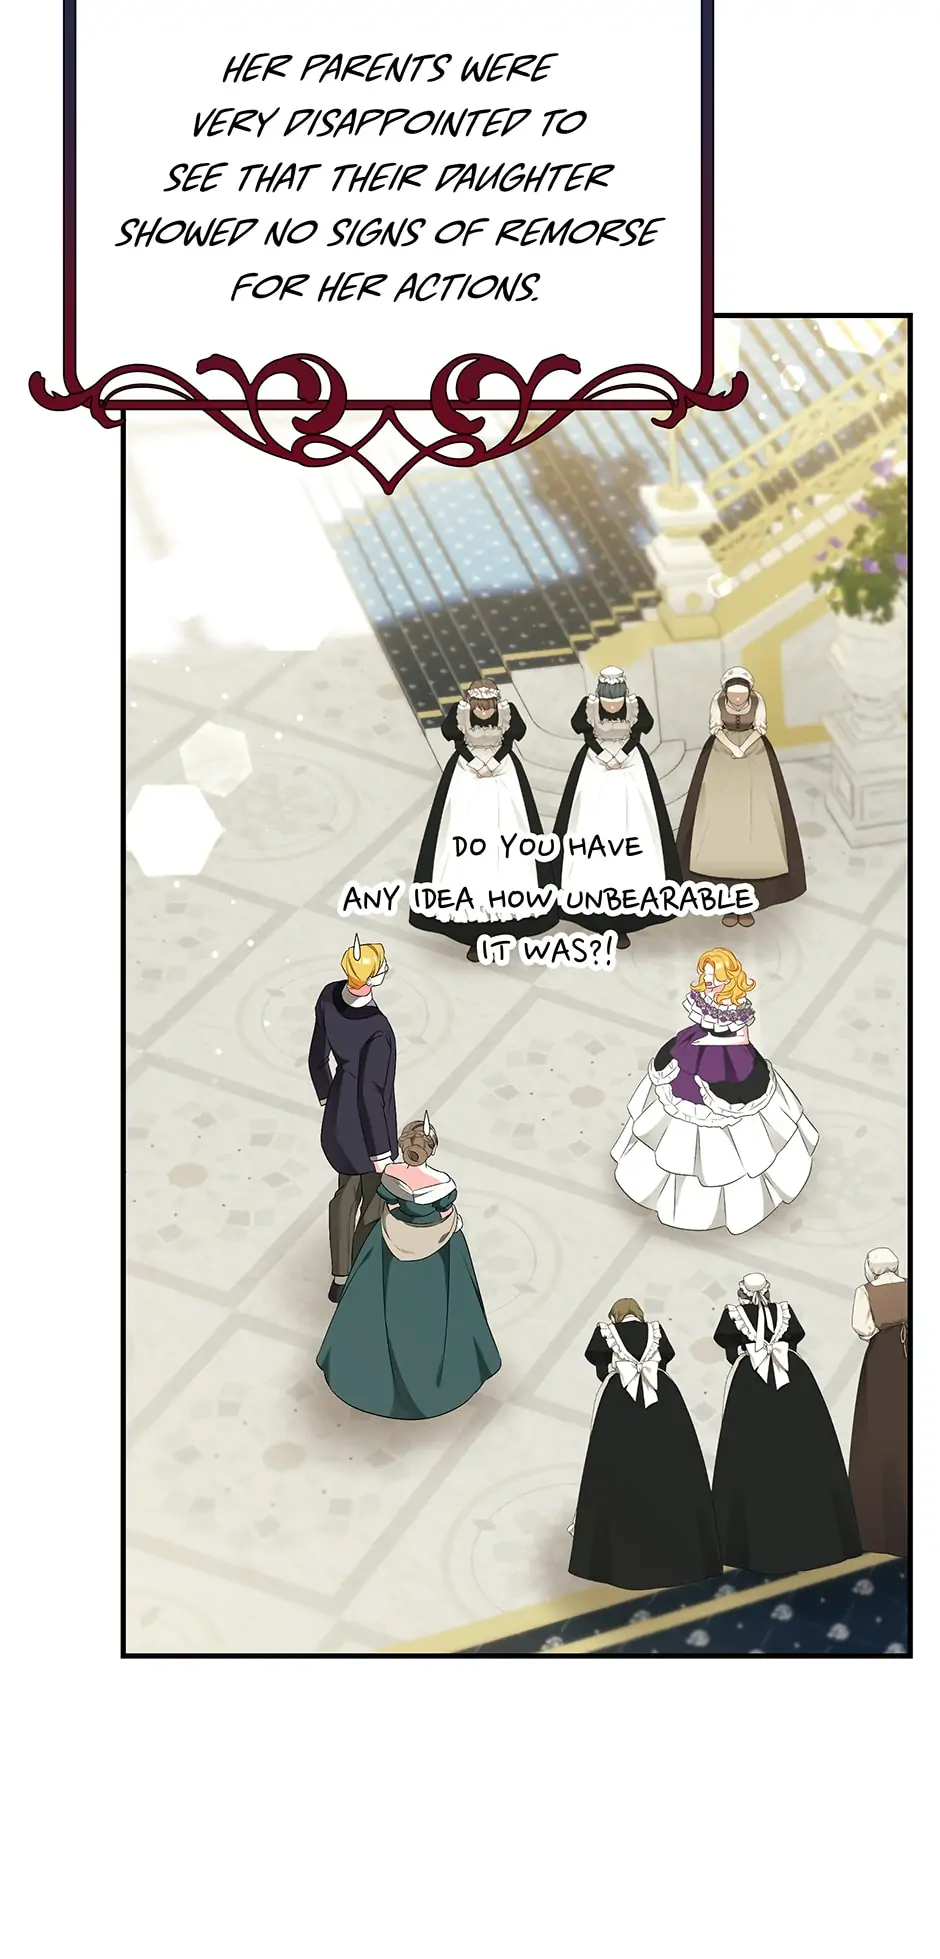 HER PARENTS WERE
VERY DISAPPOINTED TO
SEE THAT THEIR DAUGHTER
SHOWED NO SIGNS OF REMORSE
FOR HER ACTIONS.
DO YOU HAVE
ANY IDEA HOW UNBEARABLE
IT WAS?!